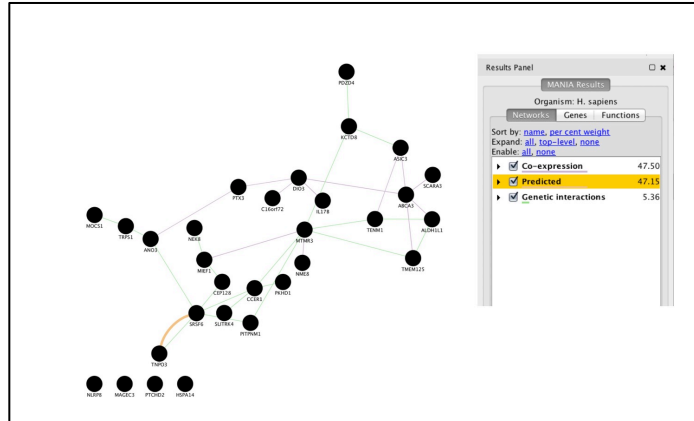 PDZD4
KCTD8
ASIC3
SCARA3
DIO3
PTX3
C16orf72
IL17B
ABCA3
MOCS1
TRPS1
ANO3
NEK8
MTMR3
TENM1
ALDH1L1
MIEF1
NME8
TMEM125
CEP128
CCER1
PKHD1
SRSF6
SLITRK4
PITPNM1
TNPO3
NLRP8 MAGEC3 PTCHD2 HSPA14
Results Panel
MANIA Results
Organism: H. sapiens
Networks Genes Functions
Sort by: name, per cent weight
Expand: all, top-level, none
Enable: all, none
Co-expression 47.50
Predicted 47.15
Genetic interactions 5.36